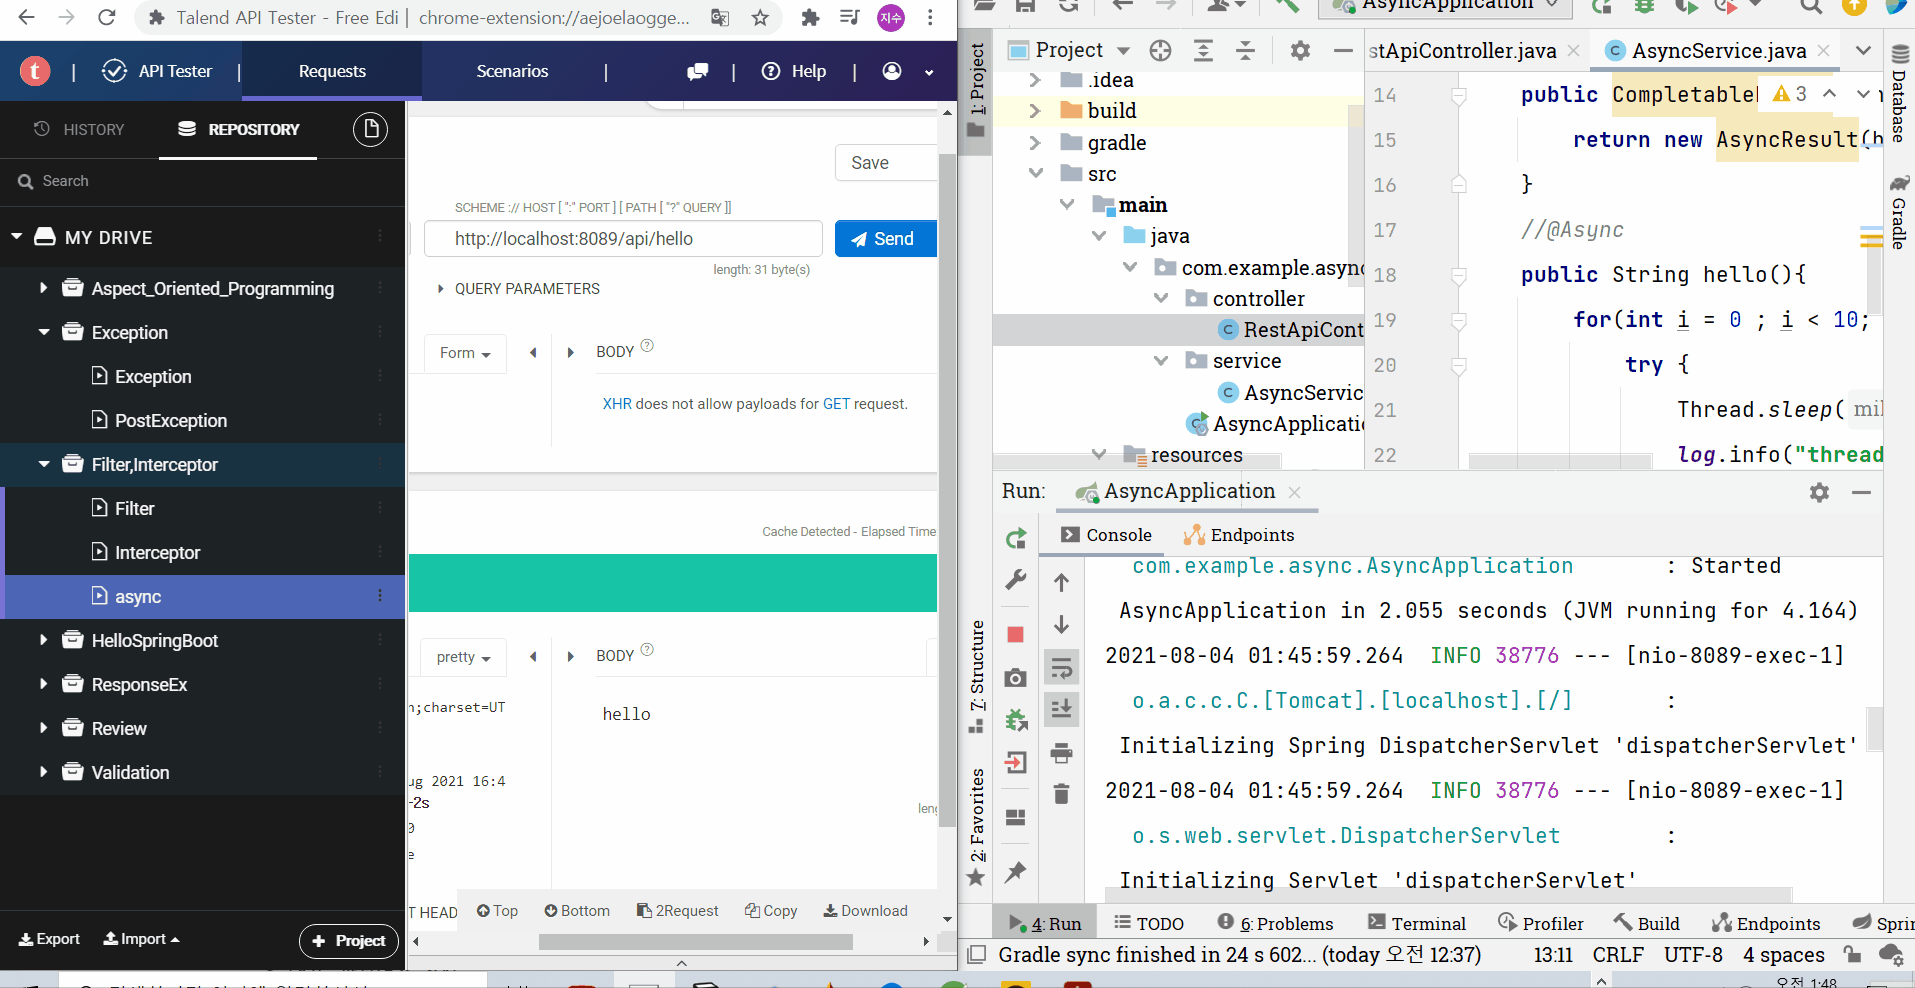 Talend API Tester - Free Edi | chrome-extension://aejoelaogge...
지수
t | API Tester | Requests Scenarios | | Help |
HISTORY REPOSITORY
Search
MY DRIVE
Aspect_Oriented_Programming
Exception
Exception
PostException
Filter,Interceptor
Filter
Interceptor
async
HelloSpringBoot
ResponseEx
Review
Validation
Export Import + Project
Save
SCHEME :// HOST [ ":" PORT ] [ PATH [ "?" QUERY ]]
http://localhost:8089/api/hello
Send
length: 31 byte(s)
QUERY PARAMETERS
Form
BODY ?
XHR does not allow payloads for GET request.
Cache Detected - Elapsed Time
pretty
BODY ?
;charset=UT
hello
ug 2021 16:4
-2s
0
e
T HEAD
Top Bottom 2Request Copy Download
AsyncApplication
1: Project
7: Structure
2: Favorites
Project
.idea
build
gradle
src
main
java
com.example.async
controller
RestApiCont
service
AsyncServic
AsyncApplicatio
resources
stApiController.java AsyncService.java
Database
Gradle
3
14 public Completable
15 return new AsyncResult(h
16 }
17 //@Async
18 public String hello(){
19 for(int i = 0 ; i < 10;
20 try {
21 Thread.sleep( mil
22 log.info("thread
Run: AsyncApplication
Console Endpoints
com.example.async.AsyncApplication : Started
AsyncApplication in 2.055 seconds (JVM running for 4.164)
2021-08-04 01:45:59.264 INFO 38776 --- [nio-8089-exec-1]
o.a.c.c.C.[Tomcat].[localhost].[/] :
Initializing Spring DispatcherServlet 'dispatcherServlet'
2021-08-04 01:45:59.264 INFO 38776 --- [nio-8089-exec-1]
o.s.web.servlet.DispatcherServlet :
Initializing Servlet 'dispatcherServlet'
4: Run TODO 6: Problems Terminal Profiler Build Endpoints Sprin
Gradle sync finished in 24 s 602... (today 오전 12:37) 13:11 CRLF UTF-8 4 spaces
오전 1:48